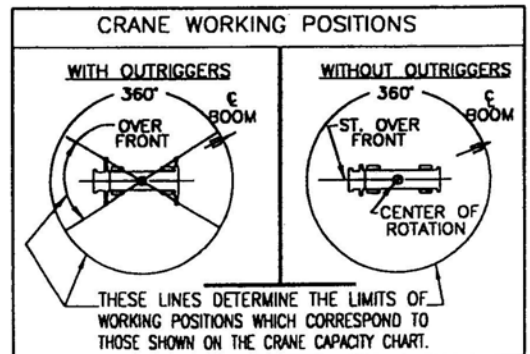 CRANE WORKING POSITIONS
WITH OUTRIGGERS
360°
℄
BOOM
OVER
FRONT
WITHOUT OUTRIGGERS
360°
℄
BOOM
ST. OVER
FRONT
CENTER OF
ROTATION
THESE LINES DETERMINE THE LIMITS OF
WORKING POSITIONS WHICH CORRESPOND TO
THOSE SHOWN ON THE CRANE CAPACITY CHART.